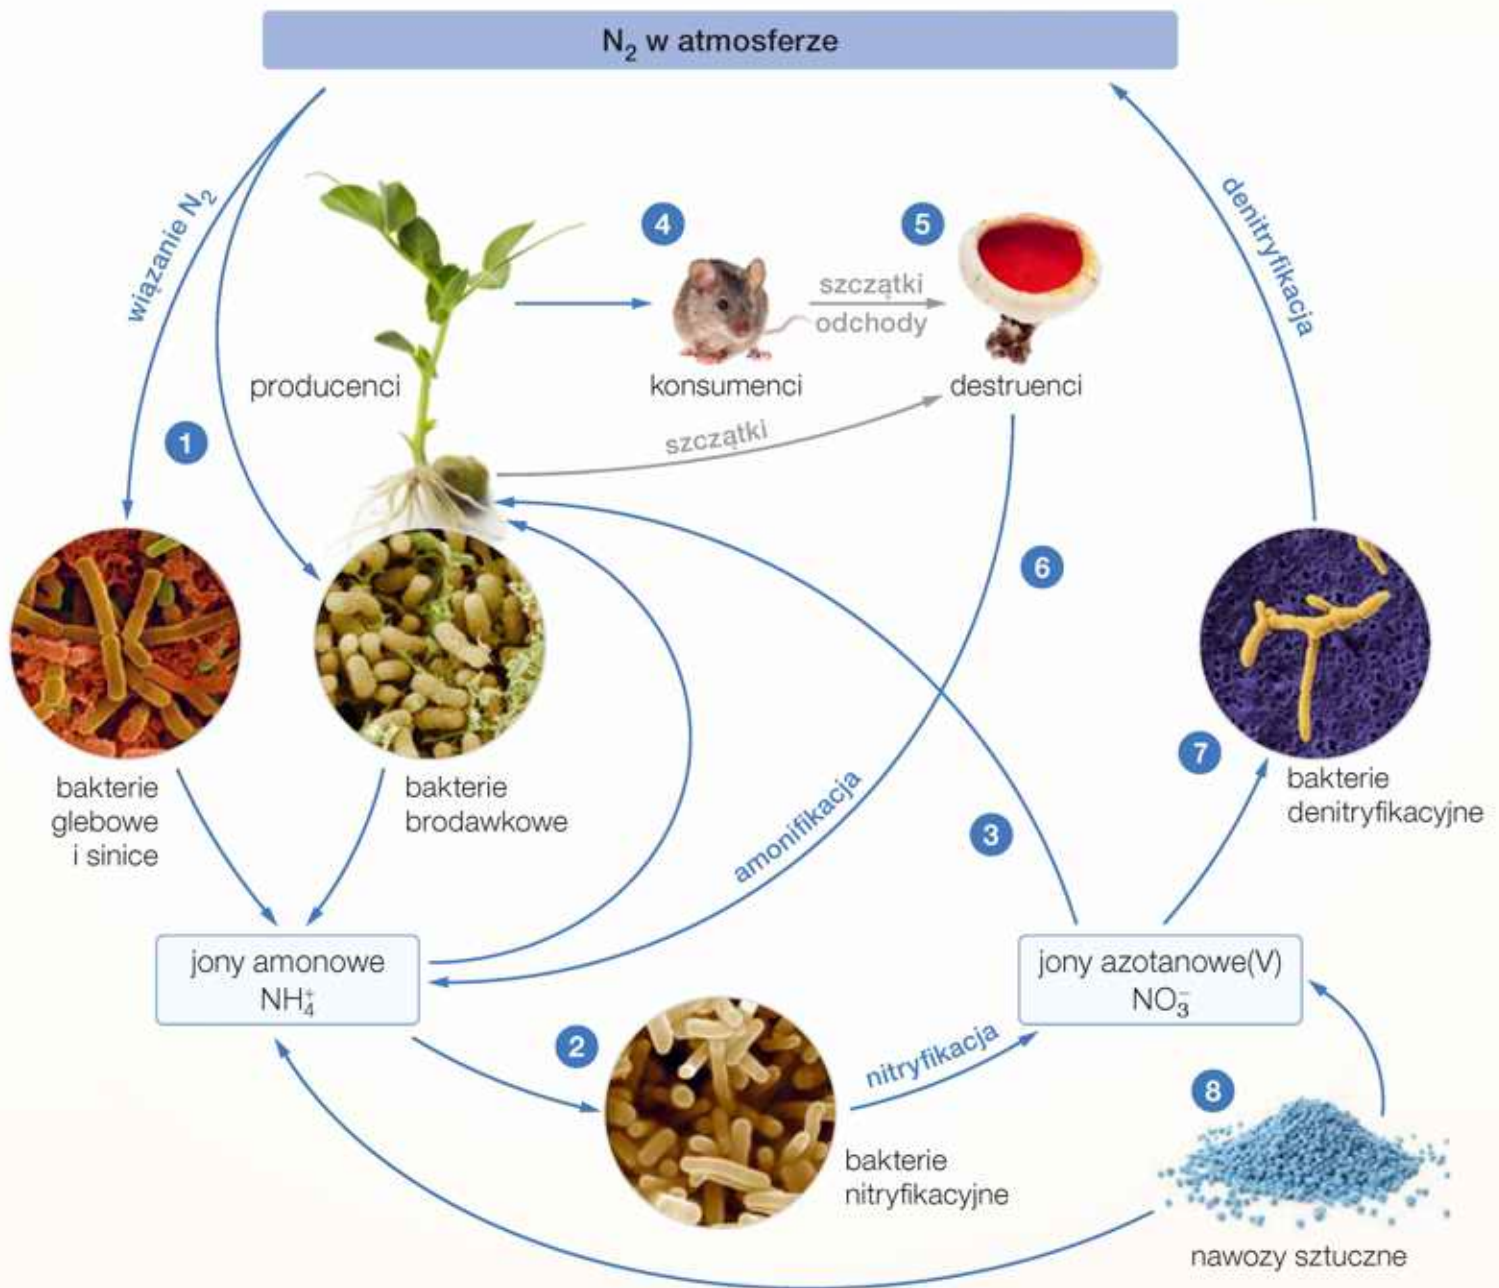 N₂ w atmosferze
wiązanie N₂
denitryfikacja
4
5
szczątki
odchody
producenci
konsumenci
destruenci
1
szczątki
6
7
bakterie
glebowe
i sinice
bakterie
brodawkowe
bakterie
denitryfikacyjne
amonifikacja
3
jony amonowe
NH₄⁺
jony azotanowe(V)
NO₃⁻
2
nitryfikacja
8
bakterie
nitryfikacyjne
nawozy sztuczne